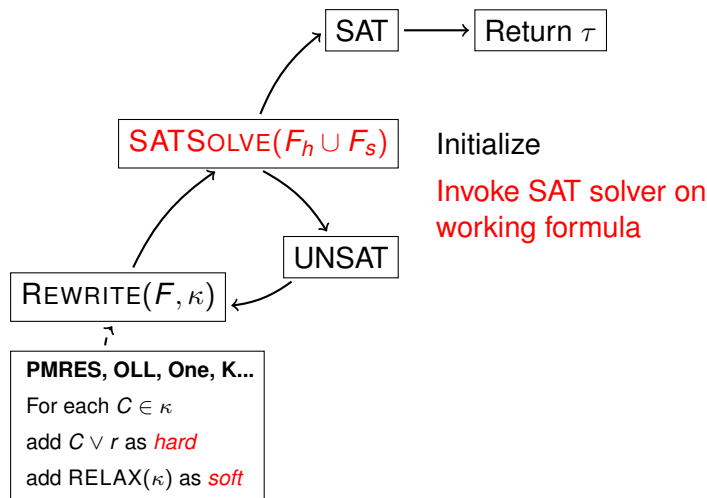 SAT
Return τ
SATSOLVE(F_h ∪ F_s)
Initialize
Invoke SAT solver on
working formula
UNSAT
REWRITE(F, κ)
PMRES, OLL, One, K...
For each C ∈ κ
add C ∨ r as hard
add RELAX(κ) as soft